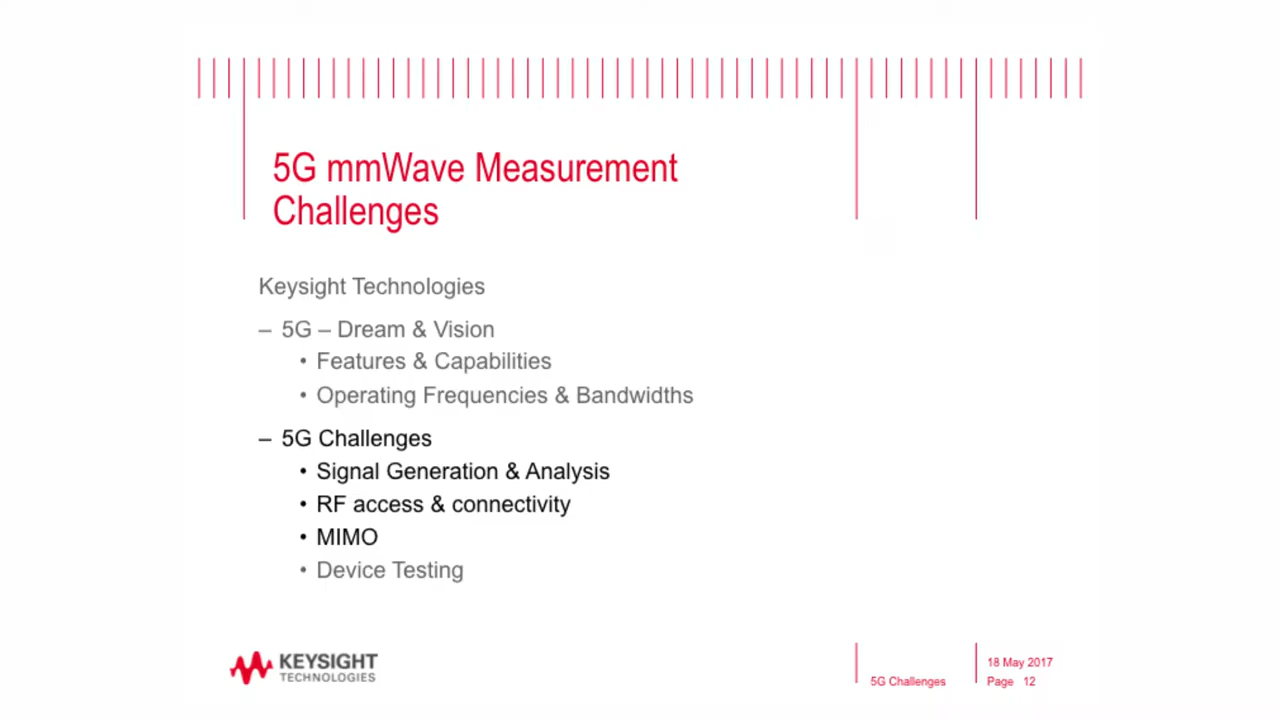 5G mmWave Measurement
Challenges
Keysight Technologies
– 5G – Dream & Vision
• Features & Capabilities
• Operating Frequencies & Bandwidths
– 5G Challenges
• Signal Generation & Analysis
• RF access & connectivity
• MIMO
• Device Testing
KEYSIGHT
TECHNOLOGIES
5G Challenges
18 May 2017
Page 12